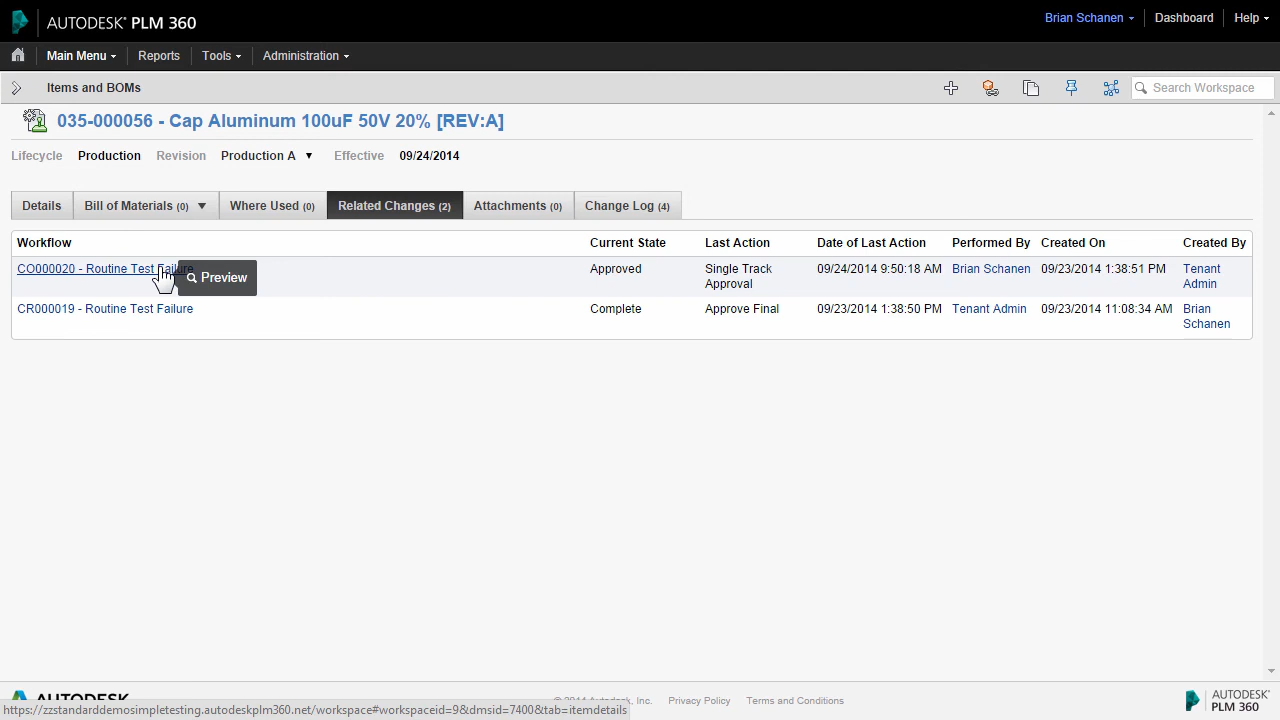 AUTODESK® PLM 360
Brian Schanen
Dashboard
Help
Main Menu
Reports
Tools
Administration
Items and BOMs
Search Workspace
035-000056 - Cap Aluminum 100uF 50V 20% [REV:A]
Lifecycle Production Revision Production A Effective 09/24/2014
Details
Bill of Materials (0)
Where Used (0)
Related Changes (2)
Attachments (0)
Change Log (4)
Workflow Current State Last Action Date of Last Action Performed By Created On Created By
CO000020 - Routine Test Failure Approved Single Track 09/24/2014 9:50:18 AM Brian Schanen 09/23/2014 1:38:51 PM Tenant
Approval Admin
Preview
CR000019 - Routine Test Failure Complete Approve Final 09/23/2014 1:38:50 PM Tenant Admin 09/23/2014 11:08:34 AM Brian
Schanen
AUTODESK
© 2014 Autodesk, Inc. Privacy Policy Terms and Conditions
AUTODESK®
PLM 360
https://zzstandarddemosimpletesting.autodeskplm360.net/workspace#workspaceid=9&dmsid=7400&tab=itemdetails